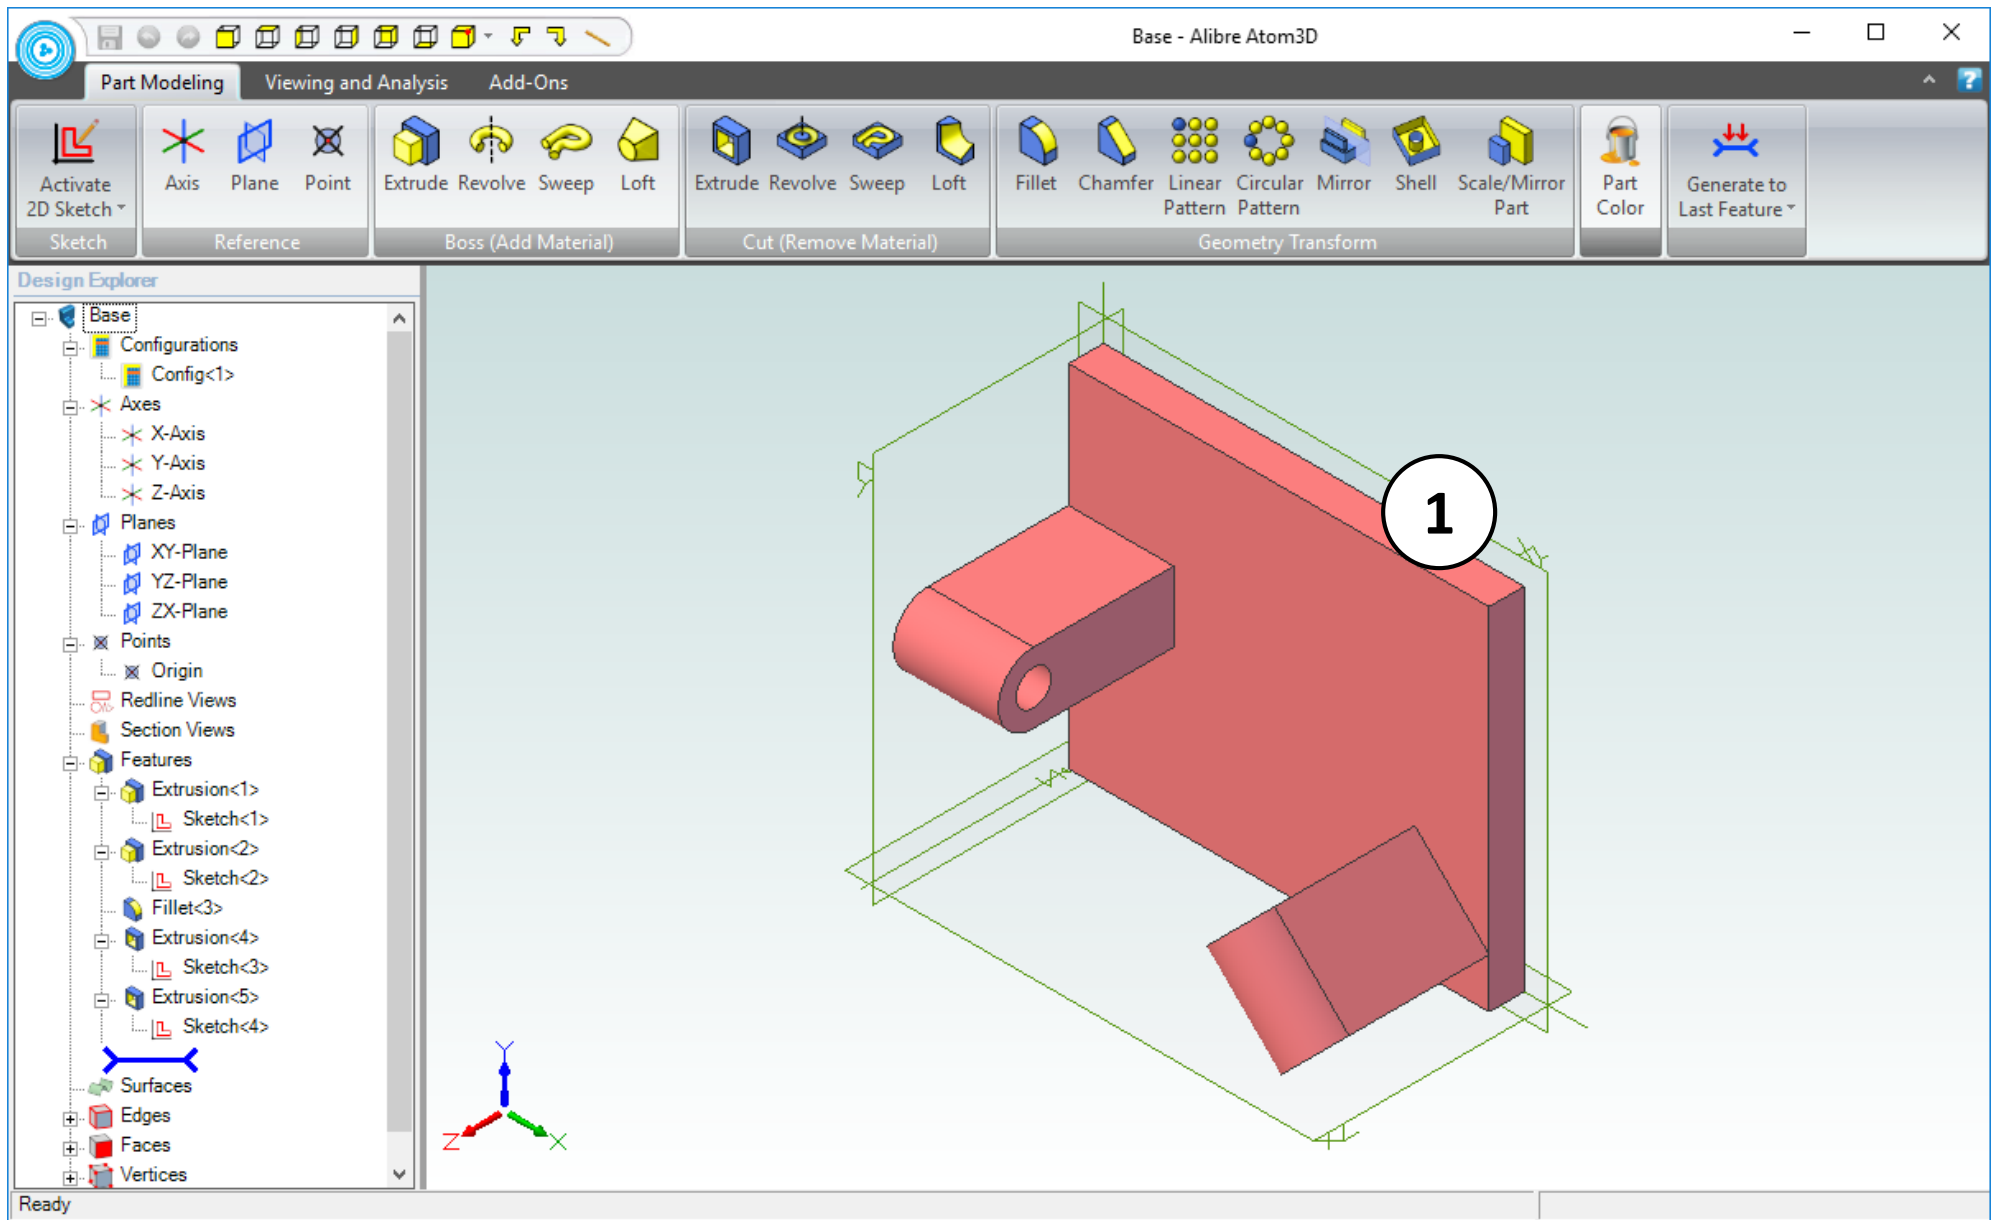 Base - Alibre Atom3D
Part Modeling Viewing and Analysis Add-Ons
Activate 2D Sketch
Axis Plane Point
Extrude Revolve Sweep Loft
Extrude Revolve Sweep Loft
Fillet Chamfer Linear Pattern Circular Pattern Mirror Shell Scale/Mirror Part
Part Color
Generate to Last Feature
Sketch Reference Boss (Add Material) Cut (Remove Material) Geometry Transform
Design Explorer
Base
Configurations
Config<1>
Axes
X-Axis
Y-Axis
Z-Axis
Planes
XY-Plane
YZ-Plane
ZX-Plane
Points
Origin
Redline Views
Section Views
Features
Extrusion<1>
Sketch<1>
Extrusion<2>
Sketch<2>
Fillet<3>
Extrusion<4>
Sketch<3>
Extrusion<5>
Sketch<4>
Surfaces
Edges
Faces
Vertices
1
Y
Z X
Ready